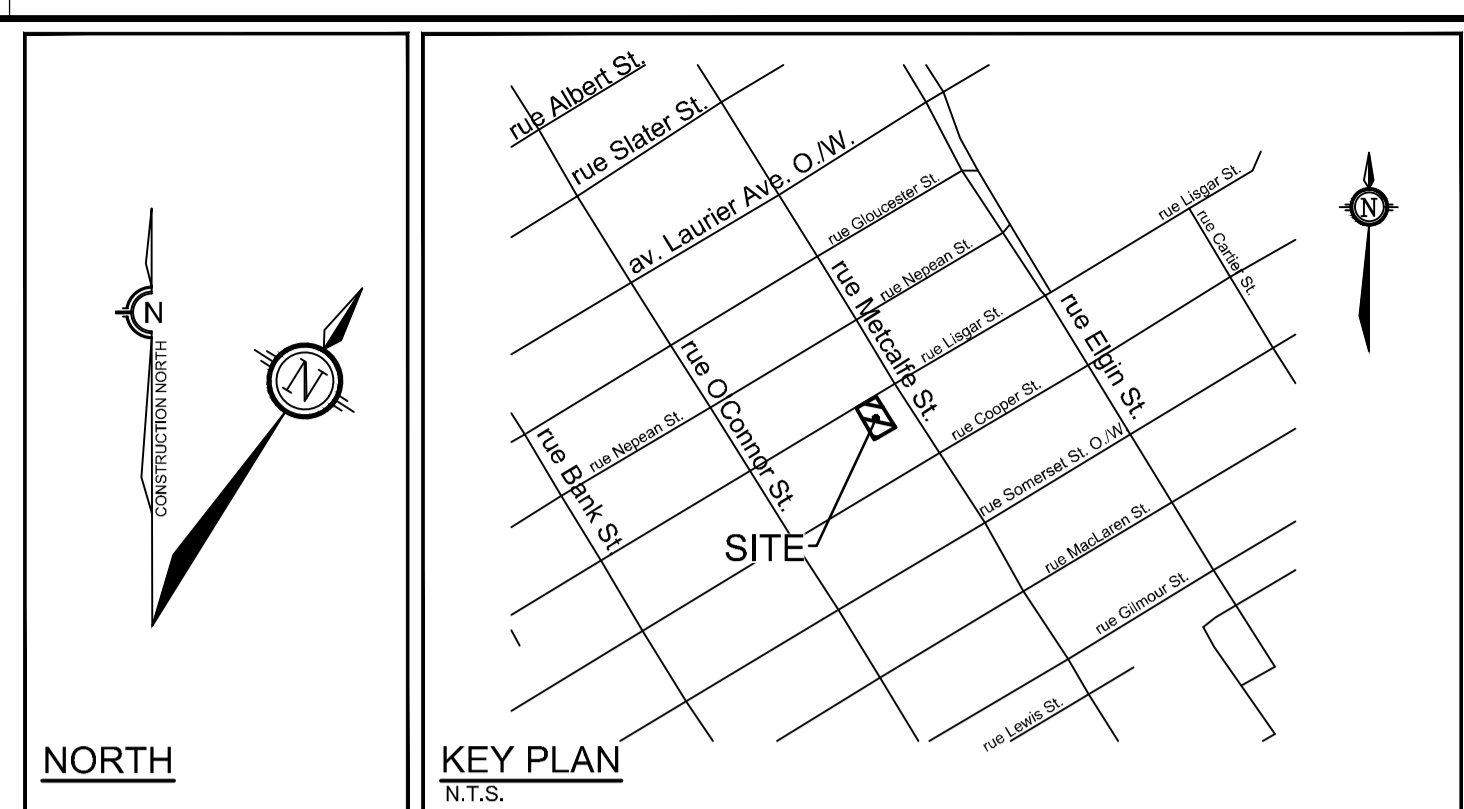 N
CONSTRUCTION NORTH
N
NORTH
rue Albert St.
rue Slater St.
av. Laurier Ave. O./W.
rue Gloucester St.
rue Nepean St.
rue Lisgar St.
rue Cartier St.
N
rue Metcalfe St.
rue Lisgar St.
rue Elgin St.
rue O'Connor St.
rue Cooper St.
rue Bank St.
rue Nepean St.
rue Somerset St. O./W.
SITE
rue MacLaren St.
rue Gilmour St.
rue Lewis St.
KEY PLAN
N.T.S.